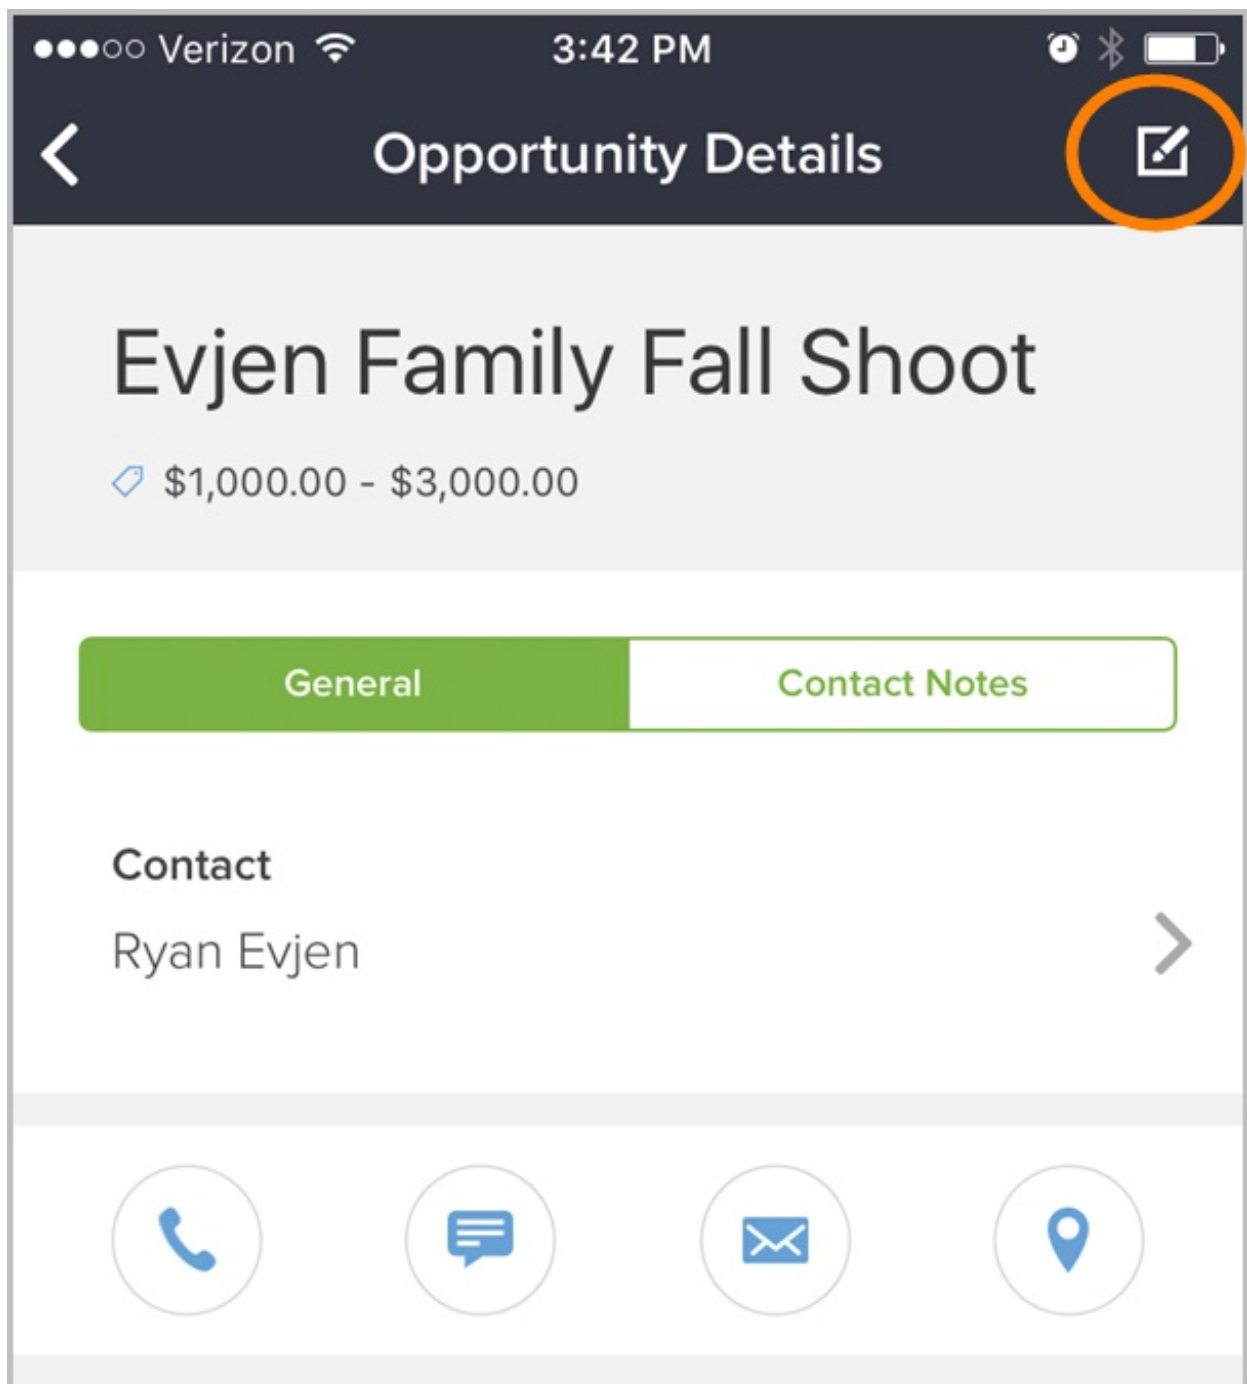 Verizon 3:42 PM
Opportunity Details
Evjen Family Fall Shoot
$1,000.00 - $3,000.00
General Contact Notes
Contact
Ryan Evjen